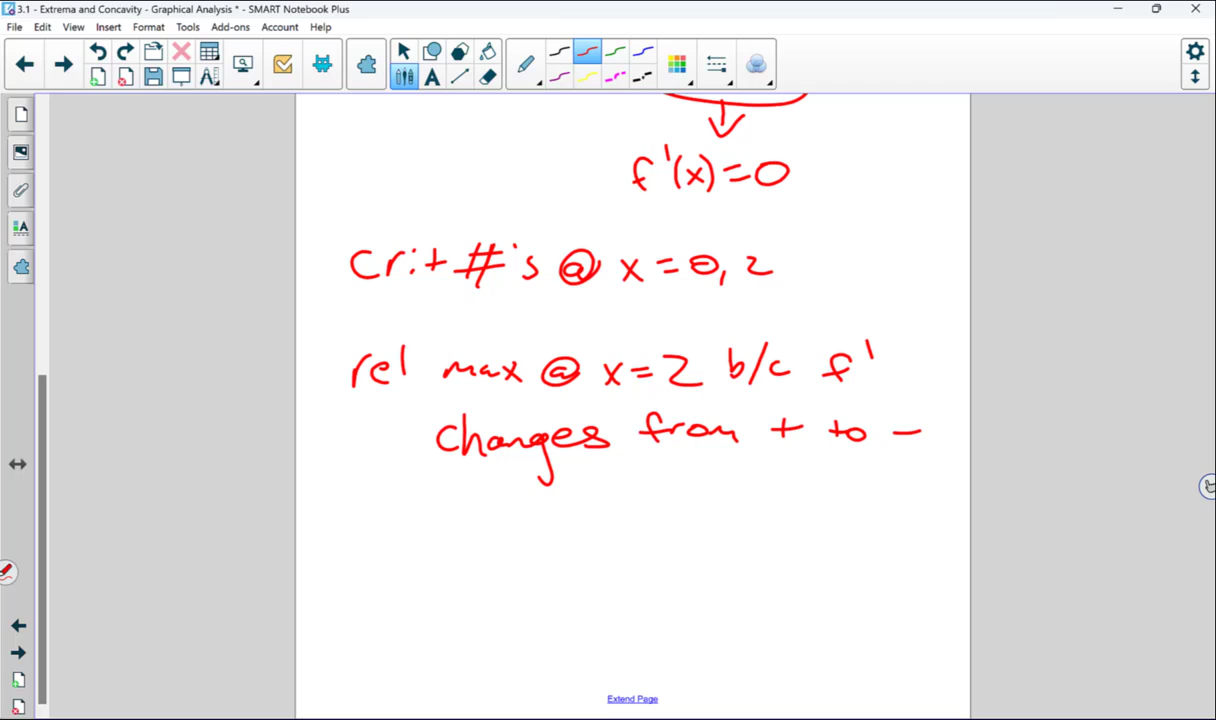 3.1 - Extrema and Concavity - Graphical Analysis * - SMART Notebook Plus
File Edit View Insert Format Tools Add-ons Account Help
f'(x)=0
Crit #'s @ x=0, 2
rel max @ x=2 b/c f'
changes from + to -
Extend Page